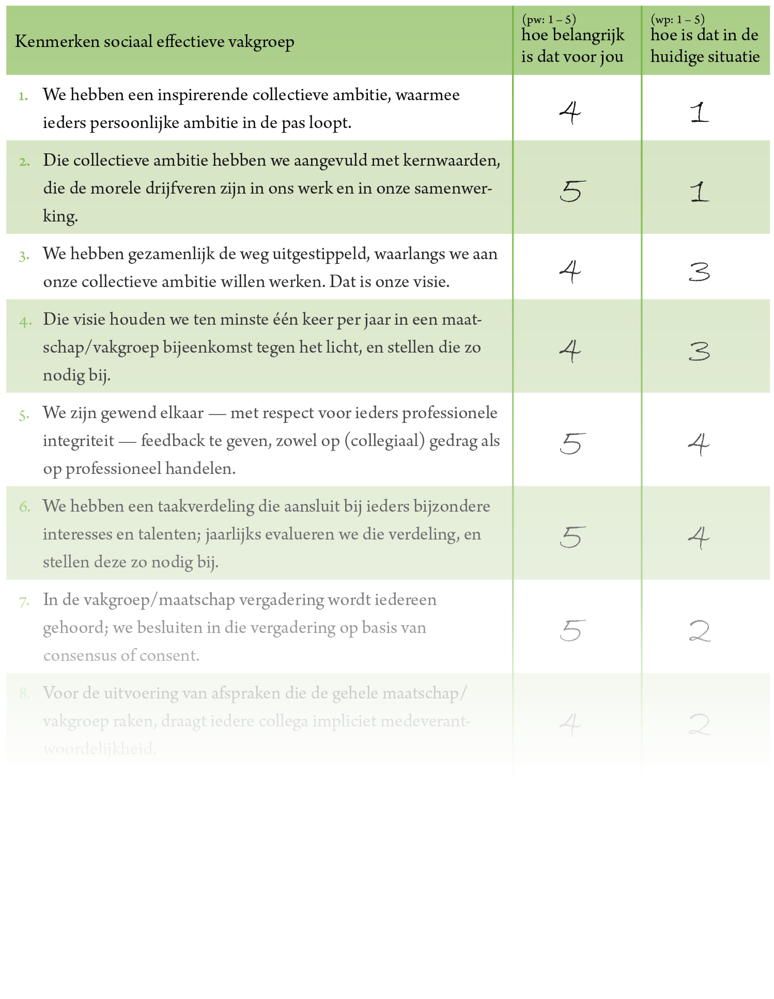 Kenmerken sociaal effectieve vakgroep
(pw: 1 – 5)
hoe belangrijk
is dat voor jou
(wp: 1 – 5)
hoe is dat in de
huidige situatie
1. We hebben een inspirerende collectieve ambitie, waarmee
ieders persoonlijke ambitie in de pas loopt.
4 1
2. Die collectieve ambitie hebben we aangevuld met kernwaarden,
die de morele drijfveren zijn in ons werk en in onze samenwer-
king.
5 1
3. We hebben gezamenlijk de weg uitgestippeld, waarlangs we aan
onze collectieve ambitie willen werken. Dat is onze visie.
4 3
4. Die visie houden we ten minste één keer per jaar in een maat-
schap/vakgroep bijeenkomst tegen het licht, en stellen die zo
nodig bij.
4 3
5. We zijn gewend elkaar — met respect voor ieders professionele
integriteit — feedback te geven, zowel op (collegiaal) gedrag als
op professioneel handelen.
5 4
6. We hebben een taakverdeling die aansluit bij ieders bijzondere
interesses en talenten; jaarlijks evalueren we die verdeling, en
stellen deze zo nodig bij.
5 4
7. In de vakgroep/maatschap vergadering wordt iedereen
gehoord; we besluiten in die vergadering op basis van
consensus of consent.
5 2
8. Voor de uitvoering van afspraken die de gehele maatschap/
vakgroep raken, draagt iedere collega impliciet medeverant-
woordelijkheid.
4 2